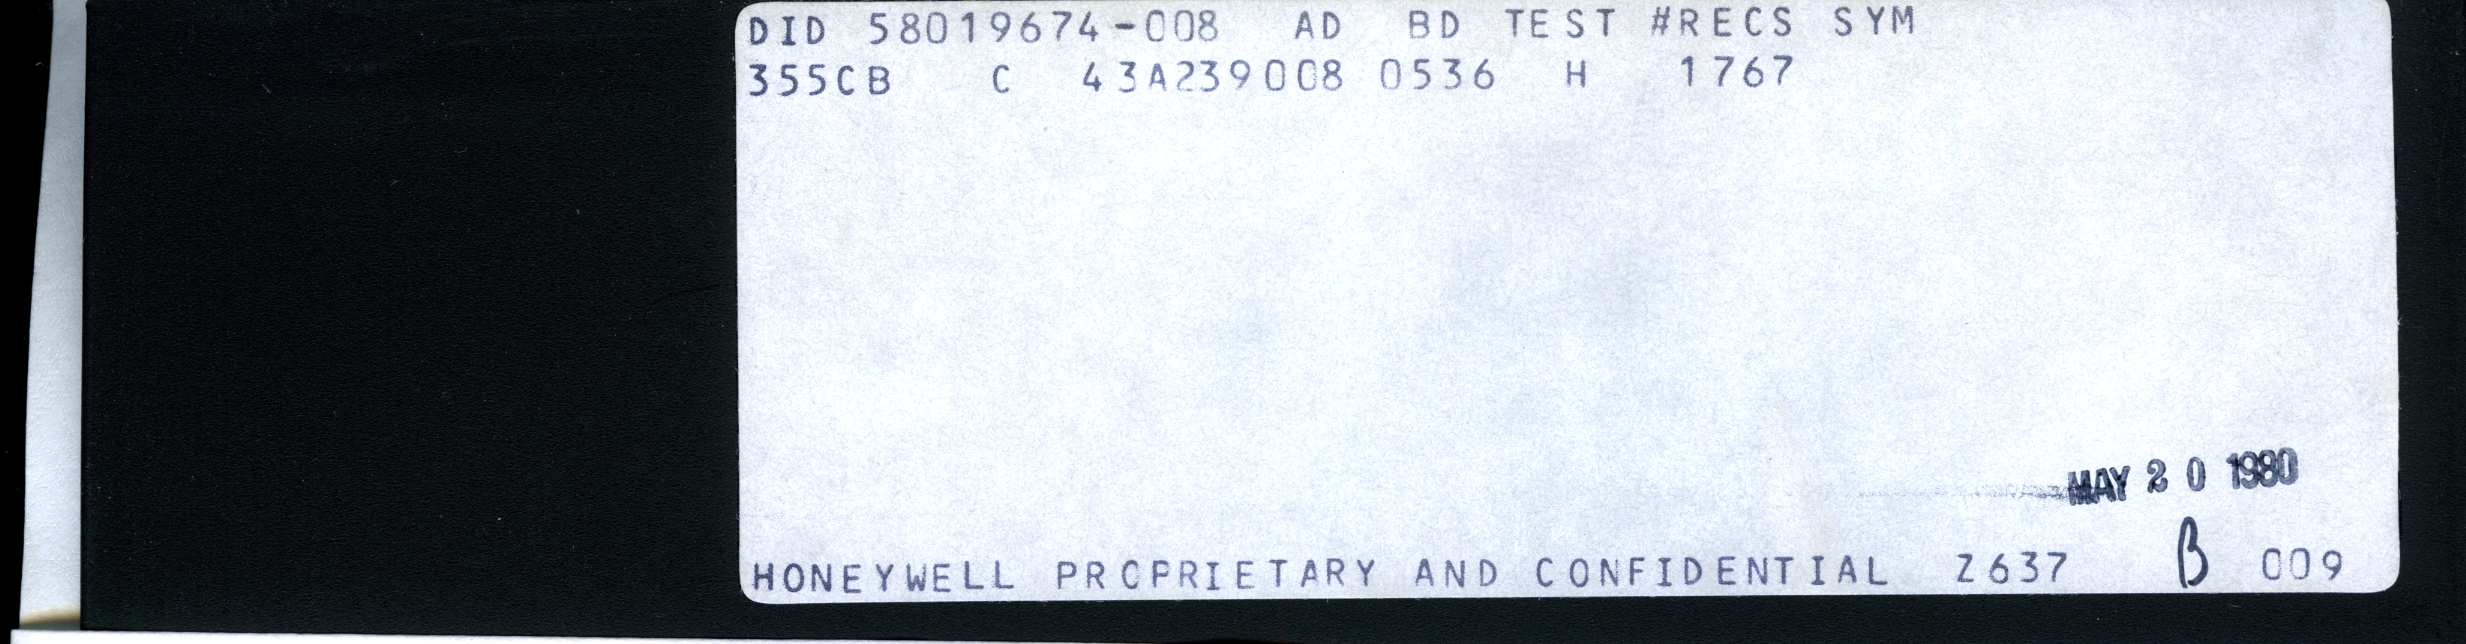 DID 58019674-008 AD BD TEST #RECS SYM
355CB C 43A239008 0536 H 1767
MAY 20 1980
HONEYWELL PROPRIETARY AND CONFIDENTIAL Z637 B 009